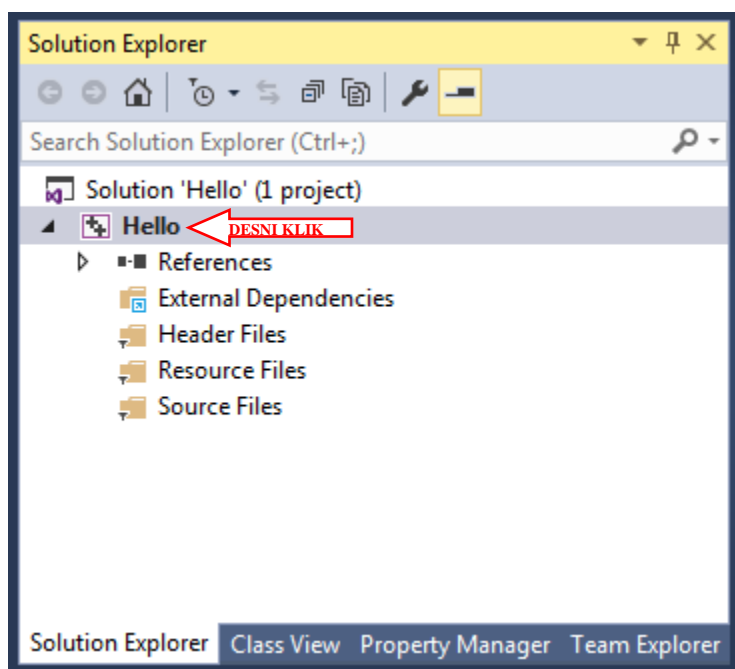 Solution Explorer
Search Solution Explorer (Ctrl+;)
Solution 'Hello' (1 project)
Hello
DESNI KLIK
References
External Dependencies
Header Files
Resource Files
Source Files
Solution Explorer Class View Property Manager Team Explorer